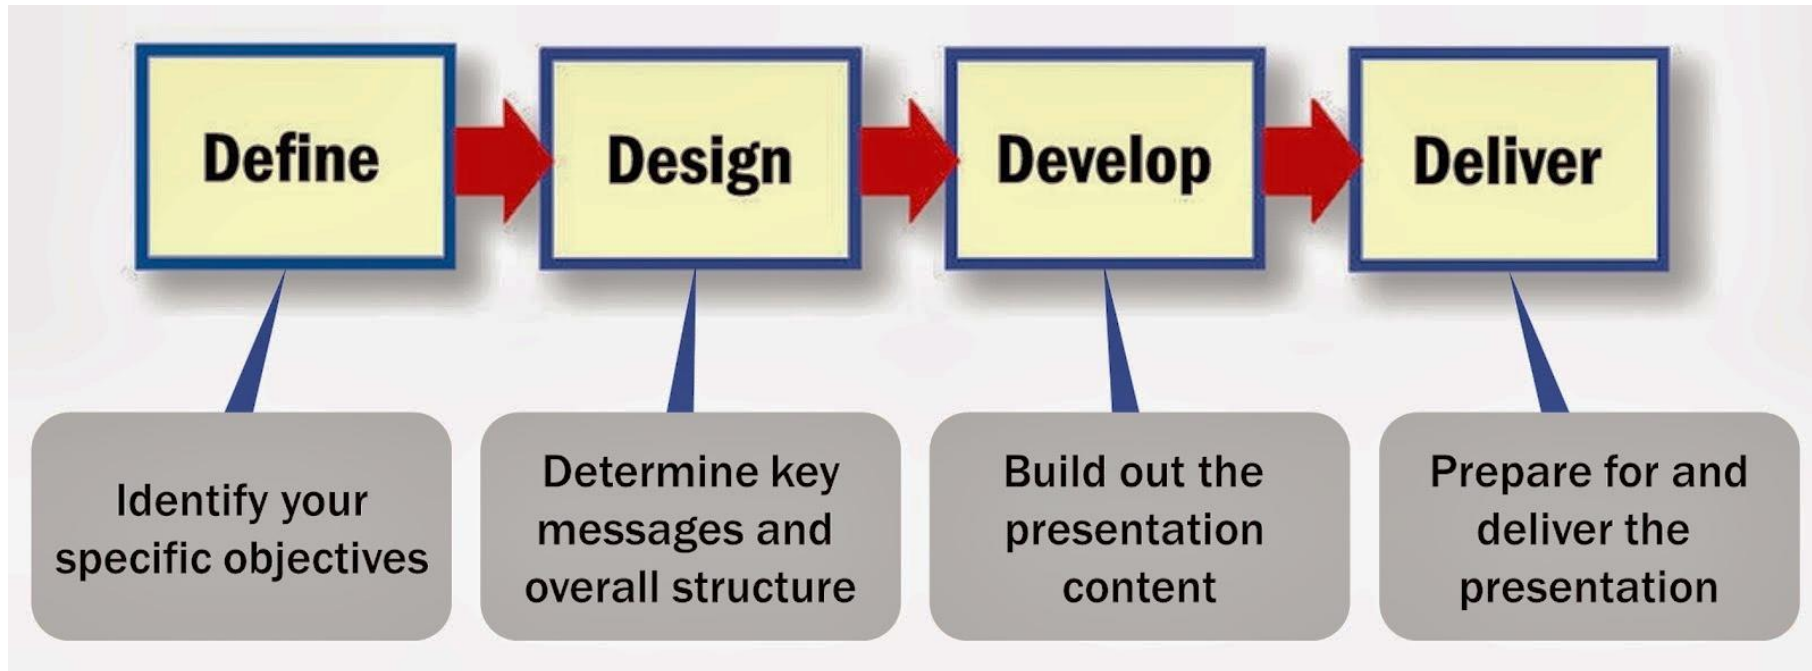 Define
Design
Develop
Deliver
Identify your
specific objectives
Determine key
messages and
overall structure
Build out the
presentation
content
Prepare for and
deliver the
presentation